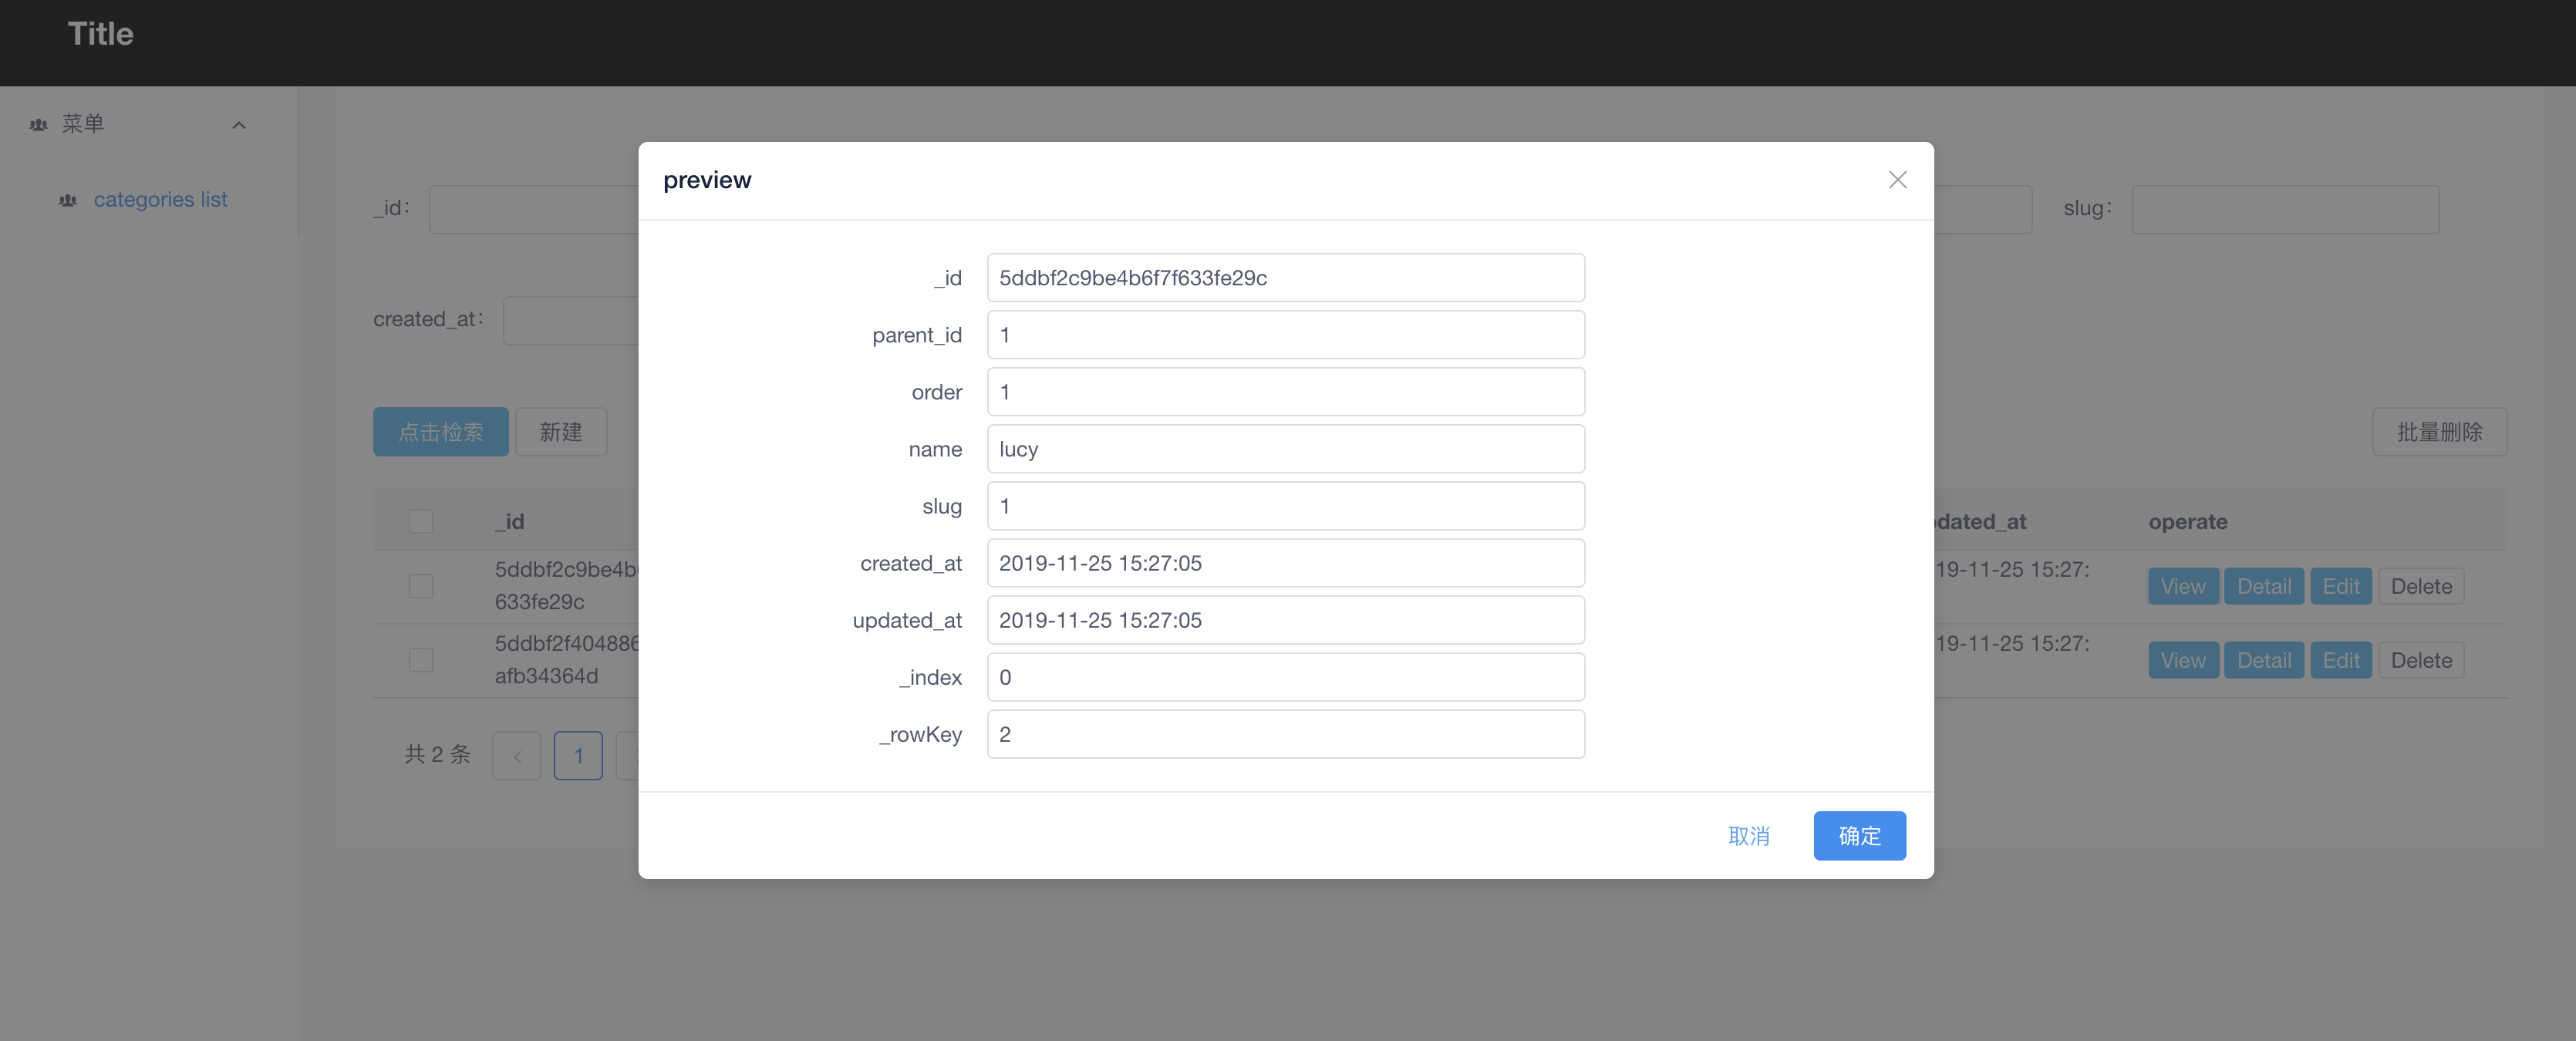 Title
菜单
categories list
_id:
slug:
created_at:
点击检索 新建 批量删除
_id dated_at operate
5ddbf2c9be4b 19-11-25 15:27: View Detail Edit Delete
633fe29c
5ddbf2f404886 19-11-25 15:27: View Detail Edit Delete
afb34364d
共 2 条 1
preview
_id 5ddbf2c9be4b6f7f633fe29c
parent_id 1
order 1
name lucy
slug 1
created_at 2019-11-25 15:27:05
updated_at 2019-11-25 15:27:05
_index 0
_rowKey 2
取消 确定